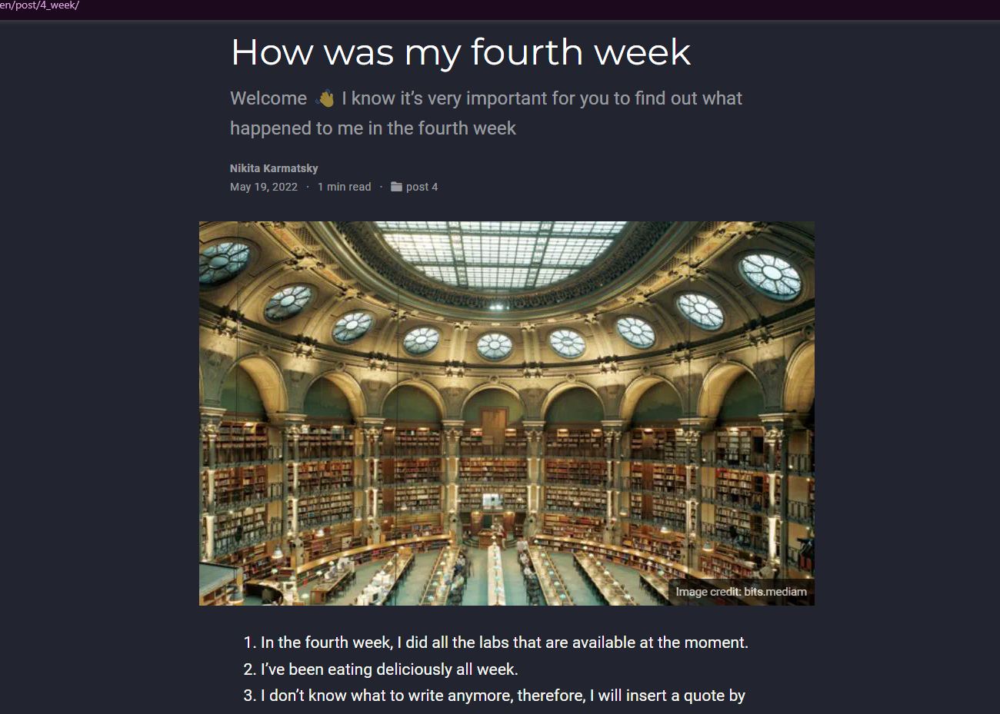 en/post/4_week/
How was my fourth week
Welcome 👋 I know it’s very important for you to find out what
happened to me in the fourth week
Nikita Karmatsky
May 19, 2022 · 1 min read · post 4
Image credit: bits.mediam
1. In the fourth week, I did all the labs that are available at the moment.
2. I’ve been eating deliciously all week.
3. I don’t know what to write anymore, therefore, I will insert a quote by